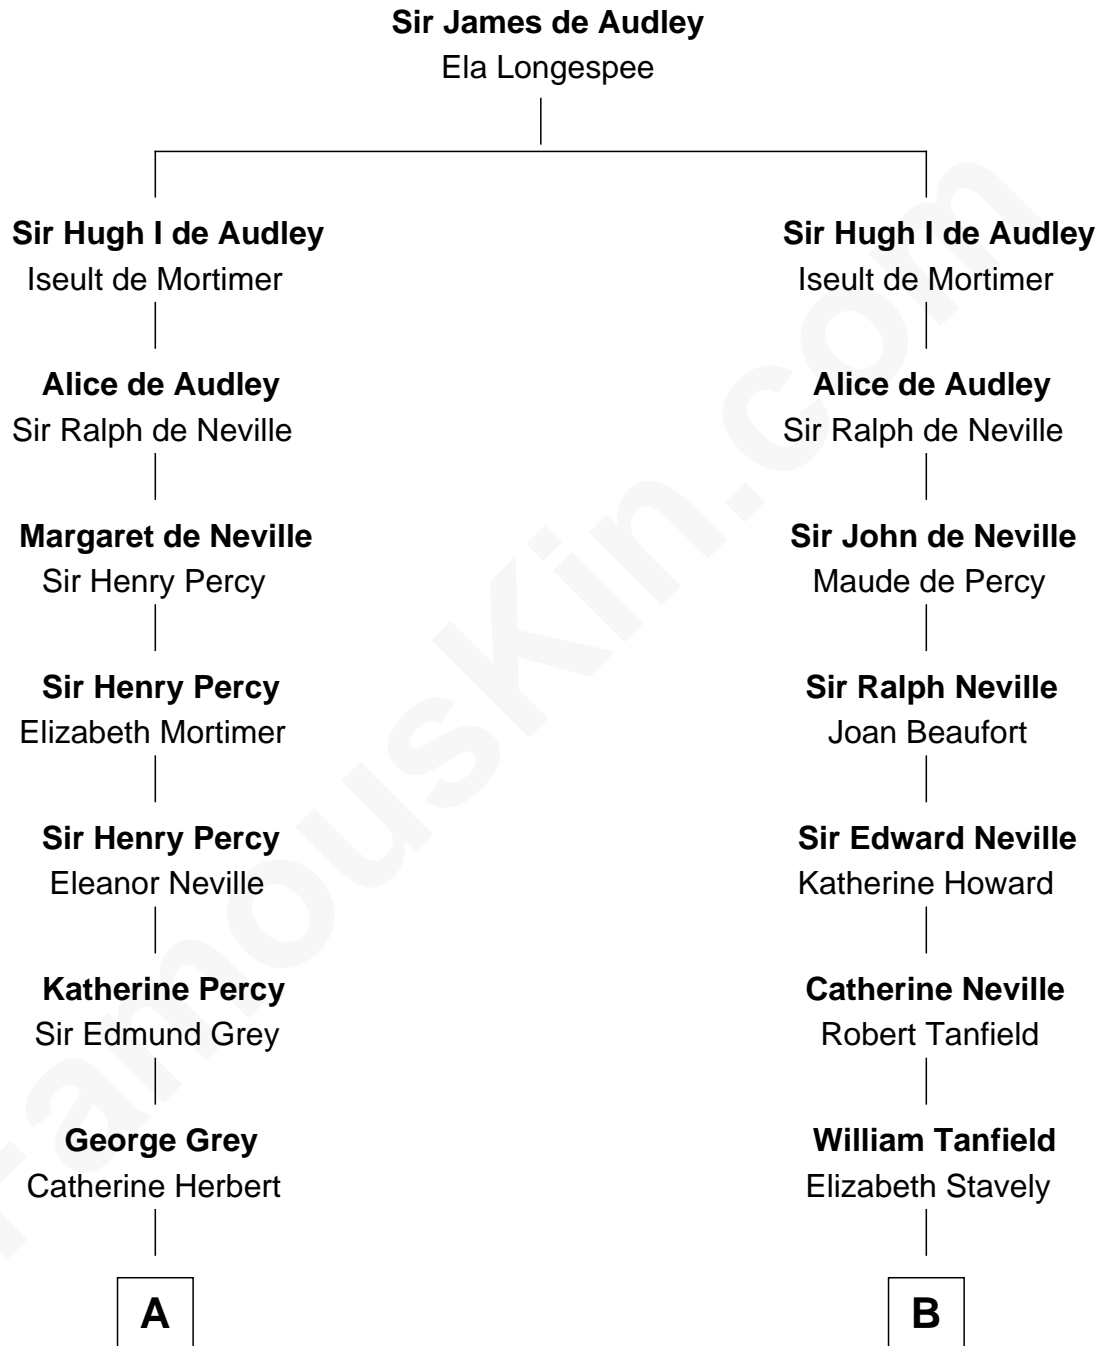 Sir James de Audley
Ela Longespee
Sir Hugh I de Audley
Iseult de Mortimer
Sir Hugh I de Audley
Iseult de Mortimer
Alice de Audley
Sir Ralph de Neville
Alice de Audley
Sir Ralph de Neville
Margaret de Neville
Sir Henry Percy
Sir John de Neville
Maude de Percy
Sir Henry Percy
Elizabeth Mortimer
Sir Ralph Neville
Joan Beaufort
Sir Henry Percy
Eleanor Neville
Sir Edward Neville
Katherine Howard
Katherine Percy
Sir Edmund Grey
Catherine Neville
Robert Tanfield
George Grey
Catherine Herbert
William Tanfield
Elizabeth Stavely
A
B
FamousKin.com